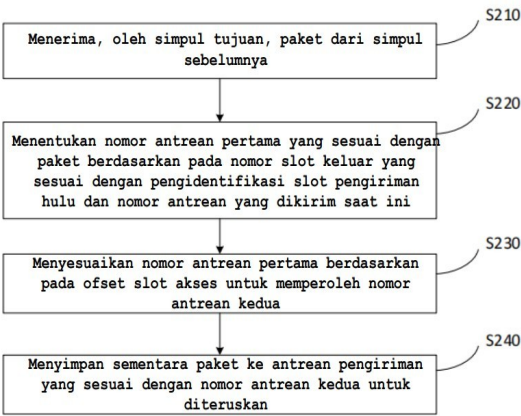 S210
Menerima, oleh simpul tujuan, paket dari simpul
sebelumnya
S220
Menentukan nomor antrean pertama yang sesuai dengan
paket berdasarkan pada nomor slot keluar yang
sesuai dengan pengidentifikasi slot pengiriman
hulu dan nomor antrean yang dikirim saat ini
S230
Menyesuaikan nomor antrean pertama berdasarkan
pada ofset slot akses untuk memperoleh nomor
antrean kedua
S240
Menyimpan sementara paket ke antrean pengiriman
yang sesuai dengan nomor antrean kedua untuk
diteruskan